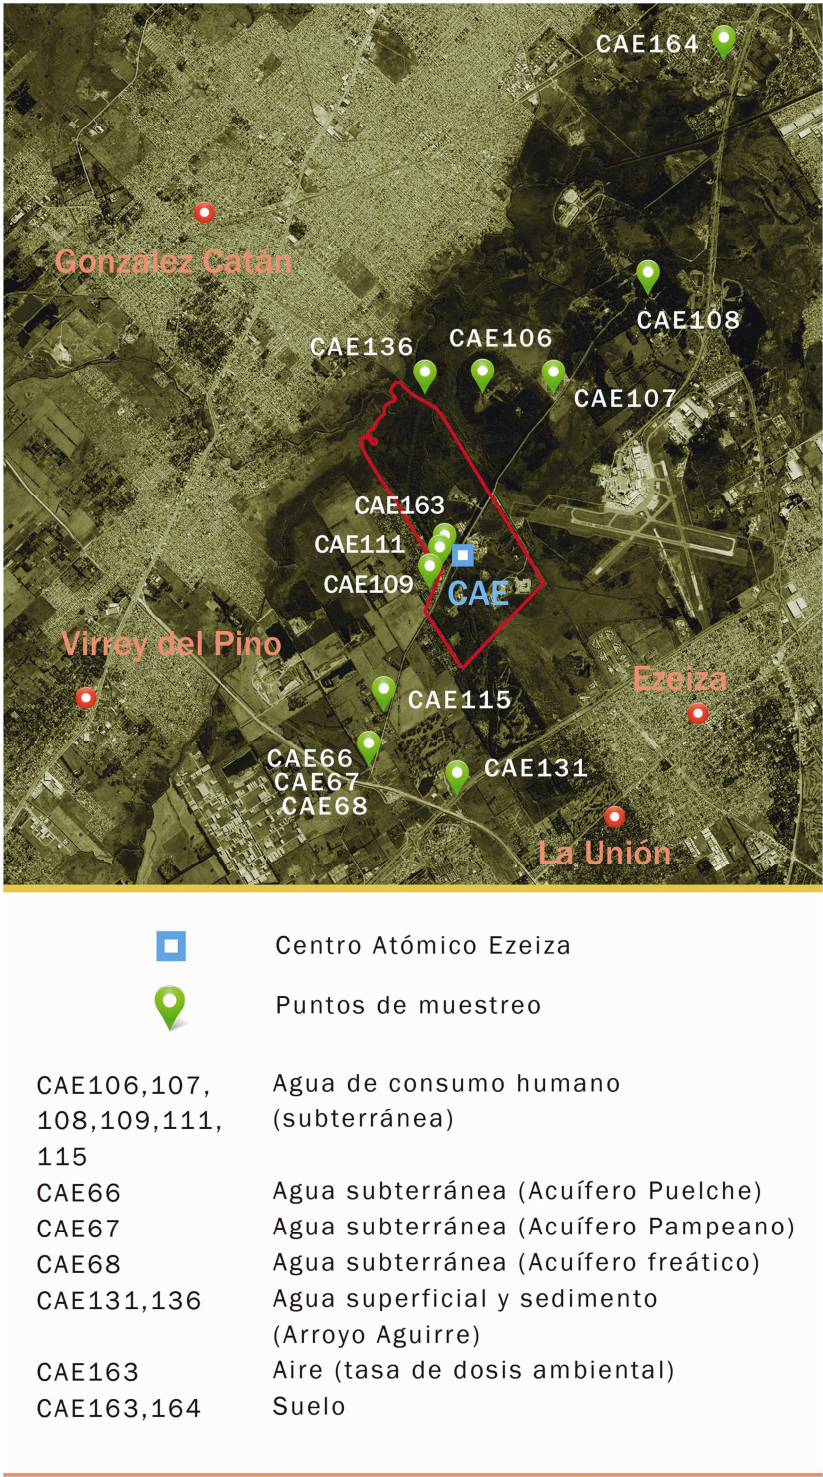 CAE164
González Catán
CAE108
CAE136
CAE106
CAE107
CAE163
CAE111
CAE109
CAE
Virrey del Pino
Ezeiza
CAE115
CAE66
CAE67
CAE68
CAE131
La Unión
Centro Atómico Ezeiza
Puntos de muestreo
CAE106,107, Agua de consumo humano
108,109,111, (subterránea)
115
CAE66 Agua subterránea (Acuífero Puelche)
CAE67 Agua subterránea (Acuífero Pampeano)
CAE68 Agua subterránea (Acuífero freático)
CAE131,136 Agua superficial y sedimento
(Arroyo Aguirre)
CAE163 Aire (tasa de dosis ambiental)
CAE163,164 Suelo